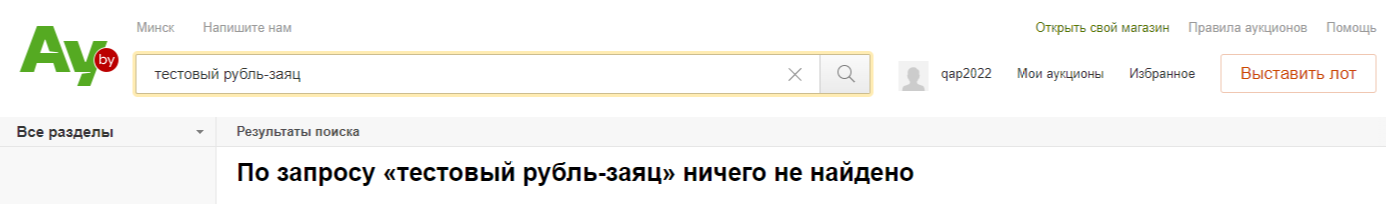 Минск Напишите нам Открыть свой магазин Правила аукционов Помощь
Ау by
тестовый рубль-заяц qap2022 Мои аукционы Избранное Выставить лот
Все разделы Результаты поиска
По запросу «тестовый рубль-заяц» ничего не найдено